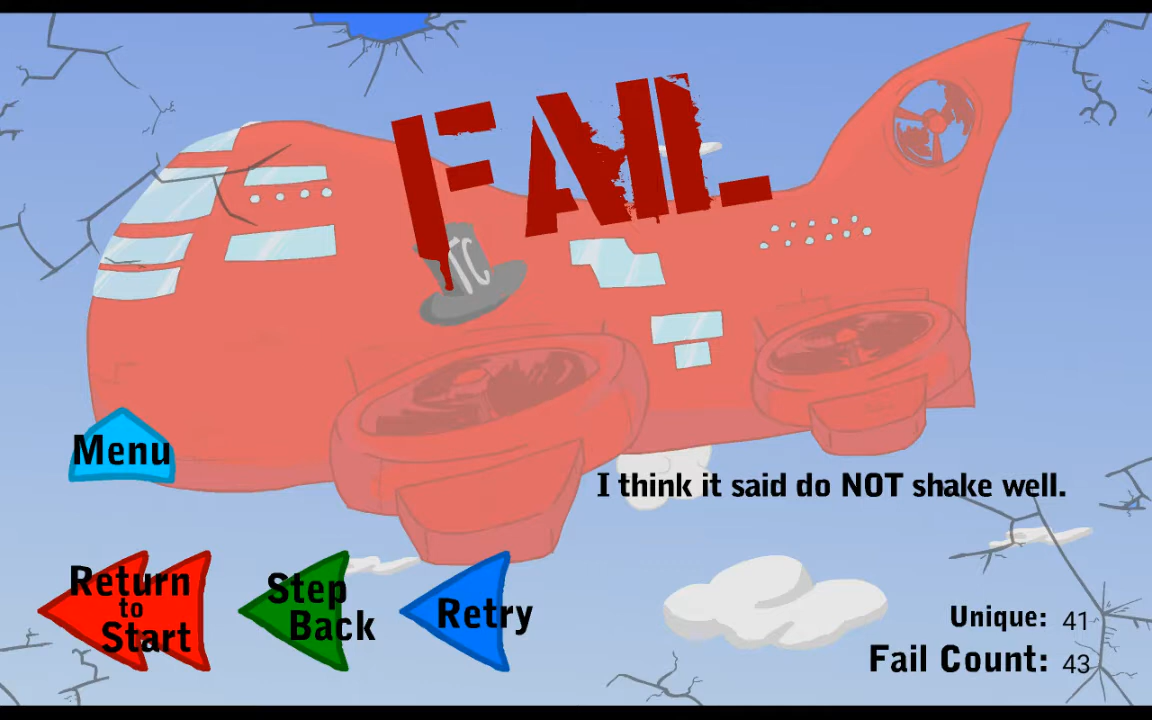 FAIL
TC
Menu
I think it said do NOT shake well.
Return
to
Start
Step
Back
Retry
Unique: 41
Fail Count: 43